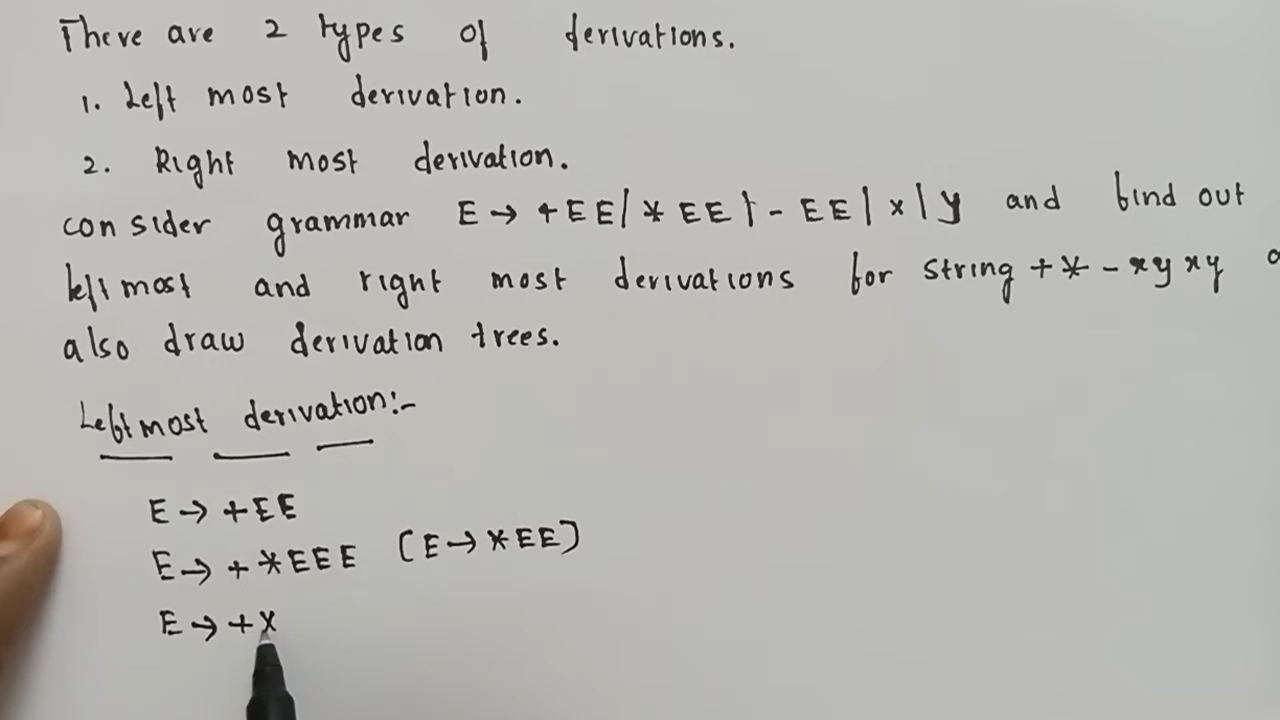 There are 2 types of derivations.
1. Left most derivation.
2. Right most derivation.
consider grammar E → +EE | * EE | - EE | x | y and find out
left most and right most derivations for string + * - xyxy
also draw derivation trees.
Leftmost derivation:-
E → +EE
E → + *EEE [E → *EE]
E → +